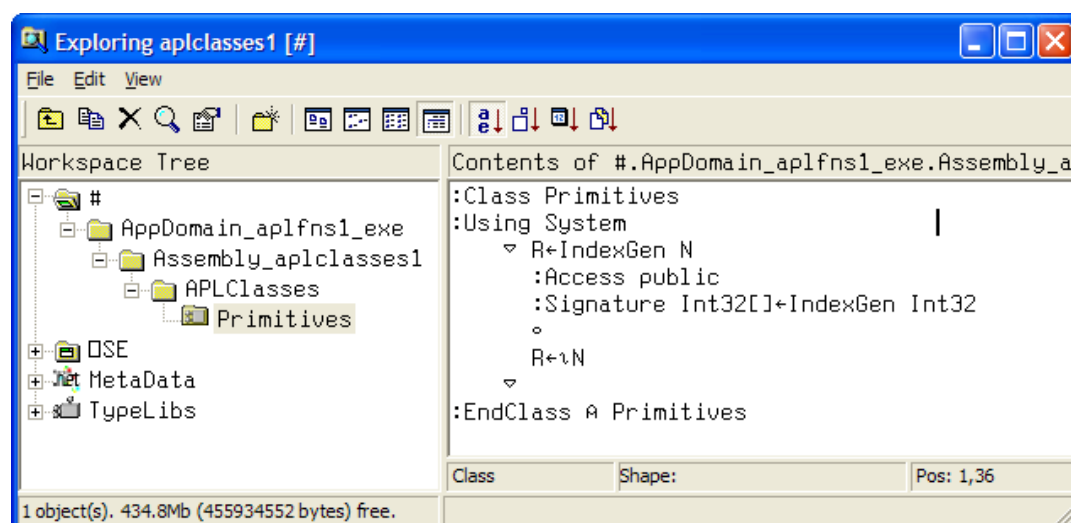 Exploring aplclasses1 [#]
File Edit View
Workspace Tree
Contents of #.AppDomain_aplfns1_exe.Assembly_a
#
AppDomain_aplfns1_exe
Assembly_aplclasses1
APLClasses
Primitives
⎕SE
MetaData
TypeLibs
:Class Primitives
:Using System
∇ R←IndexGen N
:Access public
:Signature Int32[]←IndexGen Int32
∘
R←⍳N
∇
:EndClass ⍝ Primitives
Class Shape: Pos: 1,36
1 object(s). 434.8Mb (455934552 bytes) free.